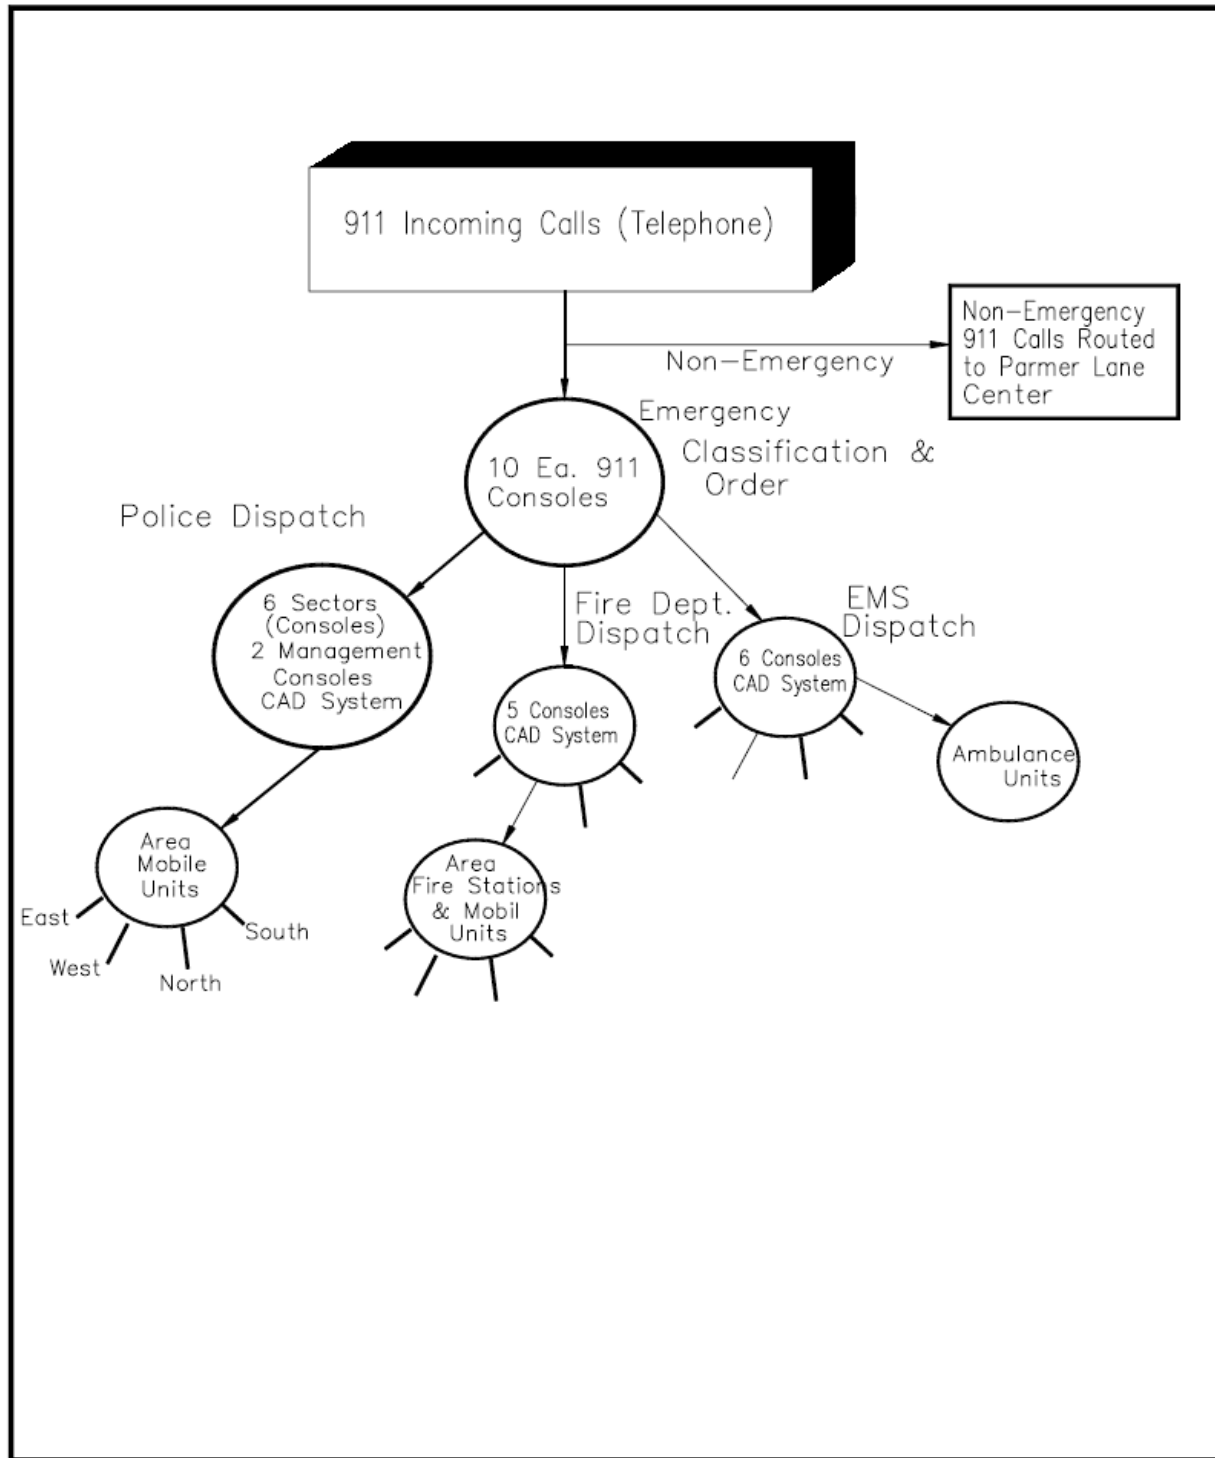 911 Incoming Calls (Telephone)
Non-Emergency
911 Calls Routed
to Parmer Lane
Center
Non-Emergency
Emergency
Classification &
Order
10 Ea. 911
Consoles
Police Dispatch
6 Sectors
(Consoles)
2 Management
Consoles
CAD System
Fire Dept.
Dispatch
EMS
Dispatch
6 Consoles
CAD System
5 Consoles
CAD System
Ambulance
Units
Area
Mobile
Units
East
West
North
South
Area
Fire Stations
& Mobil
Units